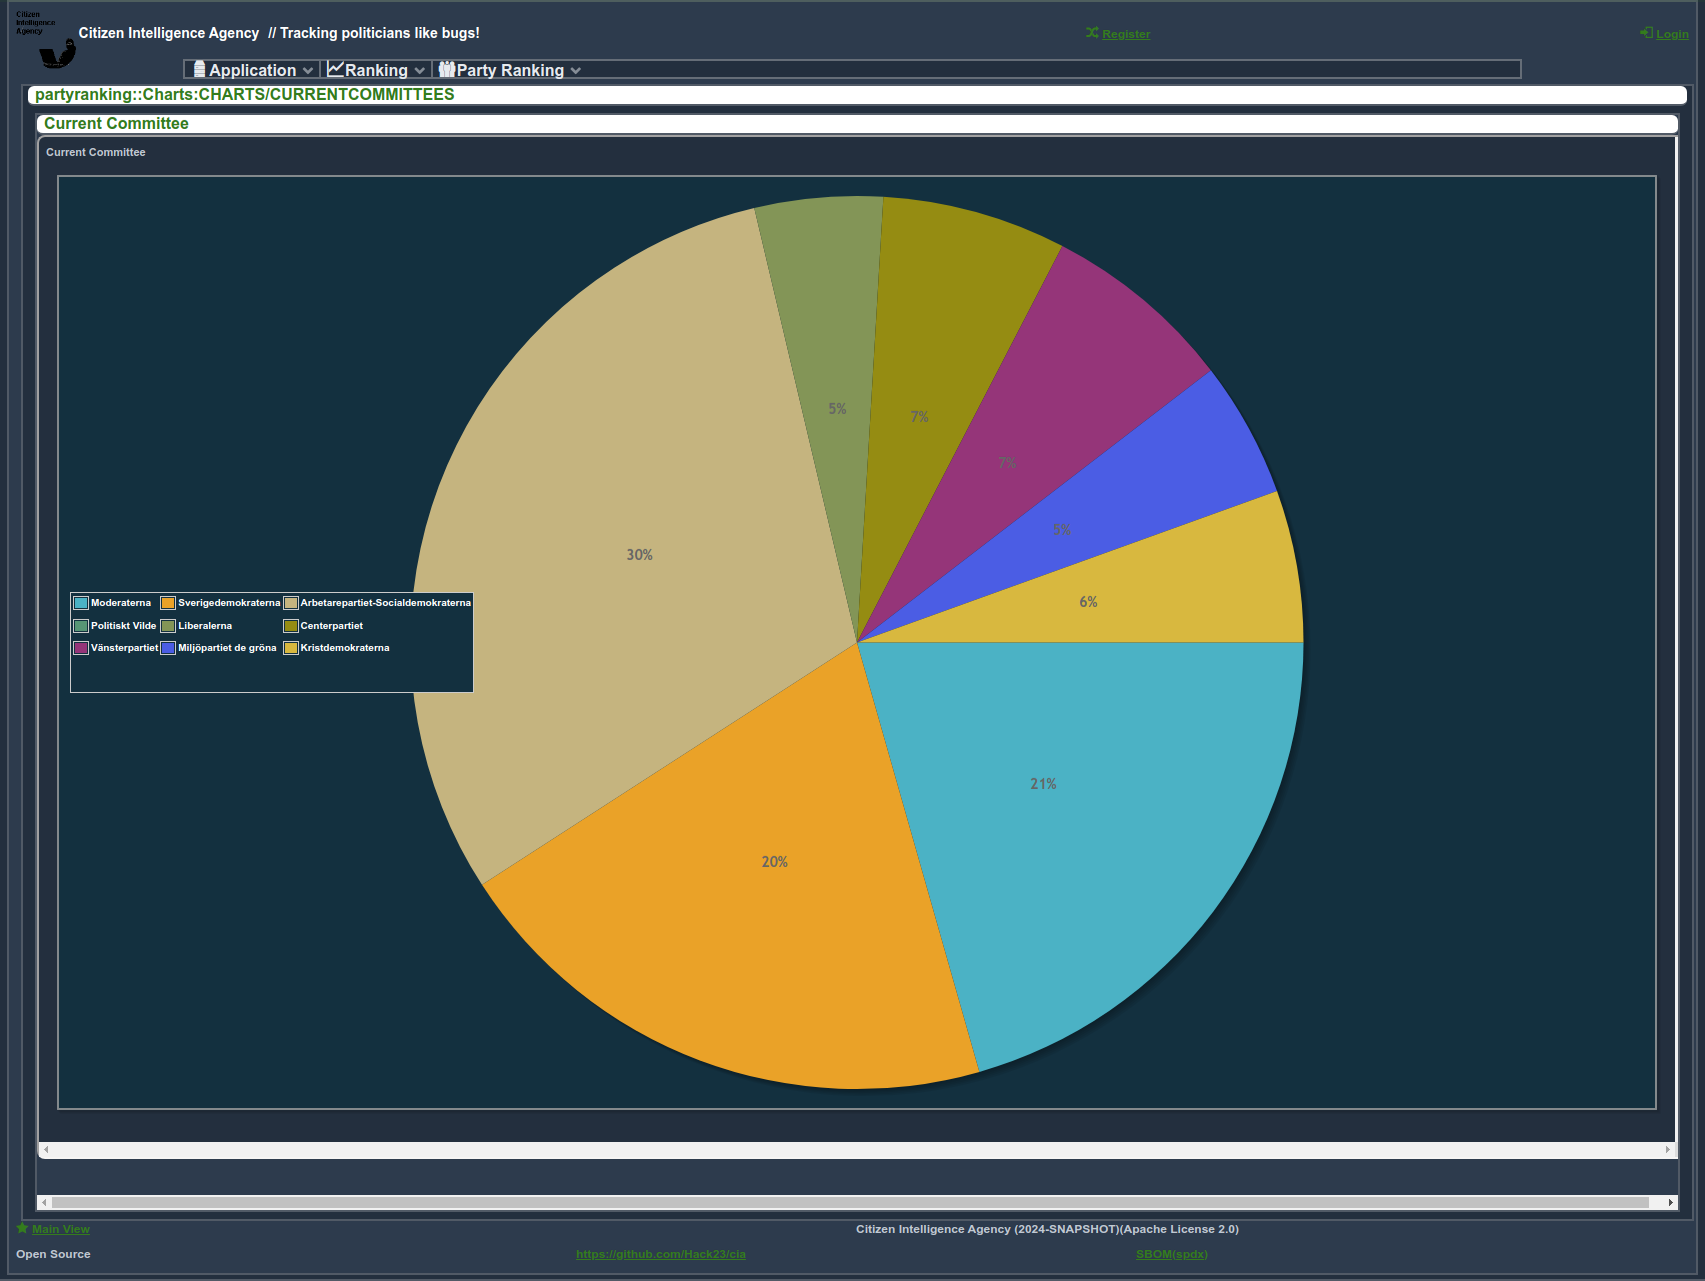 Citizen
Intelligence
Agency
Citizen Intelligence Agency // Tracking politicians like bugs!
Register
Login
Application Ranking Party Ranking
partyranking::Charts:CHARTS/CURRENTCOMMITTEES
Current Committee
Current Committee
5%
7%
7%
5%
30%
6%
Moderaterna Sverigedemokraterna Arbetarepartiet-Socialdemokraterna
Politiskt Vilde Liberalerna Centerpartiet
Vänsterpartiet Miljöpartiet de gröna Kristdemokraterna
21%
20%
Main View
Citizen Intelligence Agency (2024-SNAPSHOT)(Apache License 2.0)
Open Source
https://github.com/Hack23/cia
SBOM(spdx)